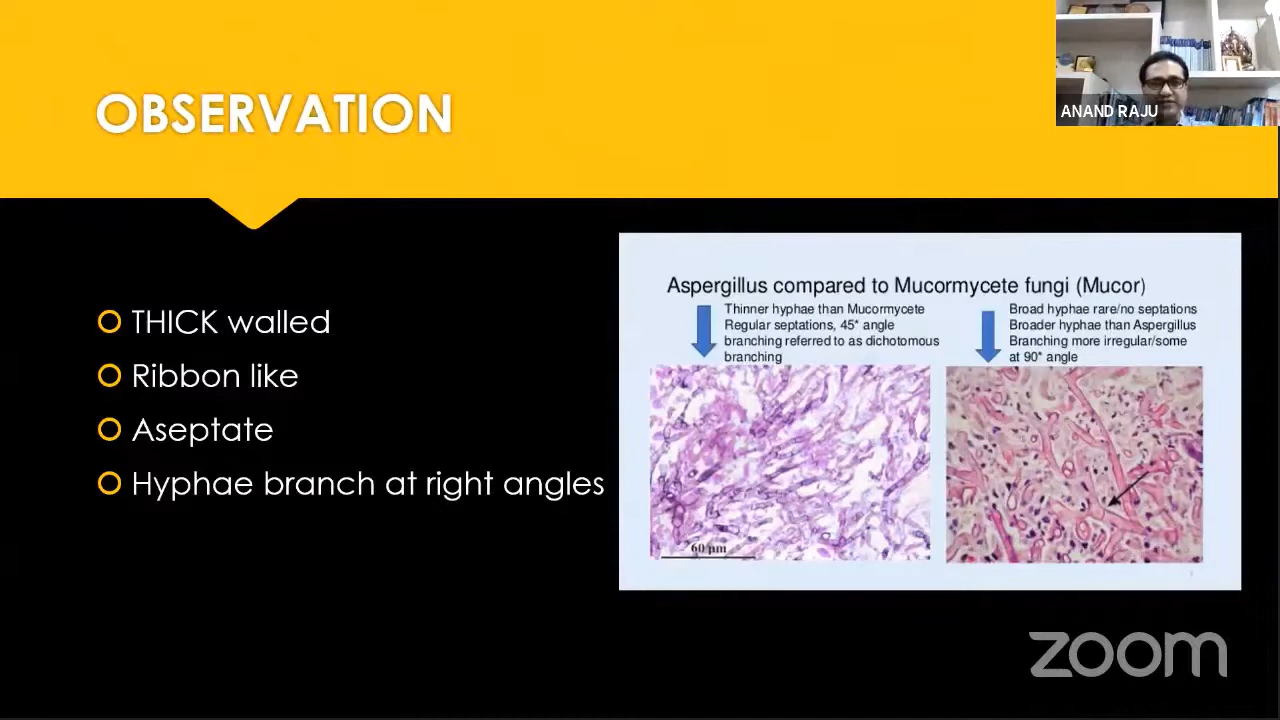 OBSERVATION
ANAND RAJU
THICK walled
Ribbon like
Aseptate
Hyphae branch at right angles
Aspergillus compared to Mucormycete fungi (Mucor)
Thinner hyphae than Mucormycete
Regular septations, 45* angle
branching referred to as dichotomous
branching
Broad hyphae rare/no septations
Broader hyphae than Aspergillus
Branching more irregular/some
at 90* angle
60 µm
zoom